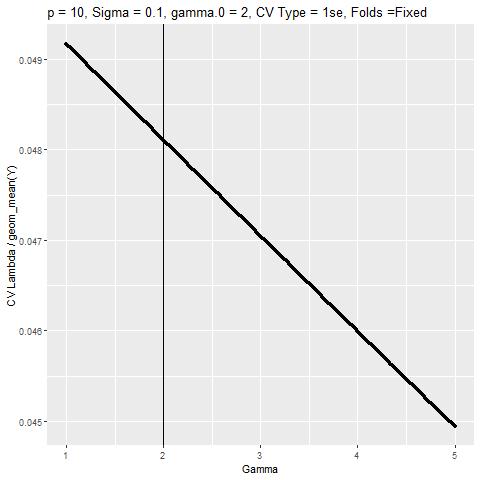 p = 10, Sigma = 0.1, gamma.0 = 2, CV Type = 1se, Folds =Fixed
0.049
0.048
0.047
0.046
0.045
CV Lambda / geom_mean(Y)
1 2 3 4 5
Gamma